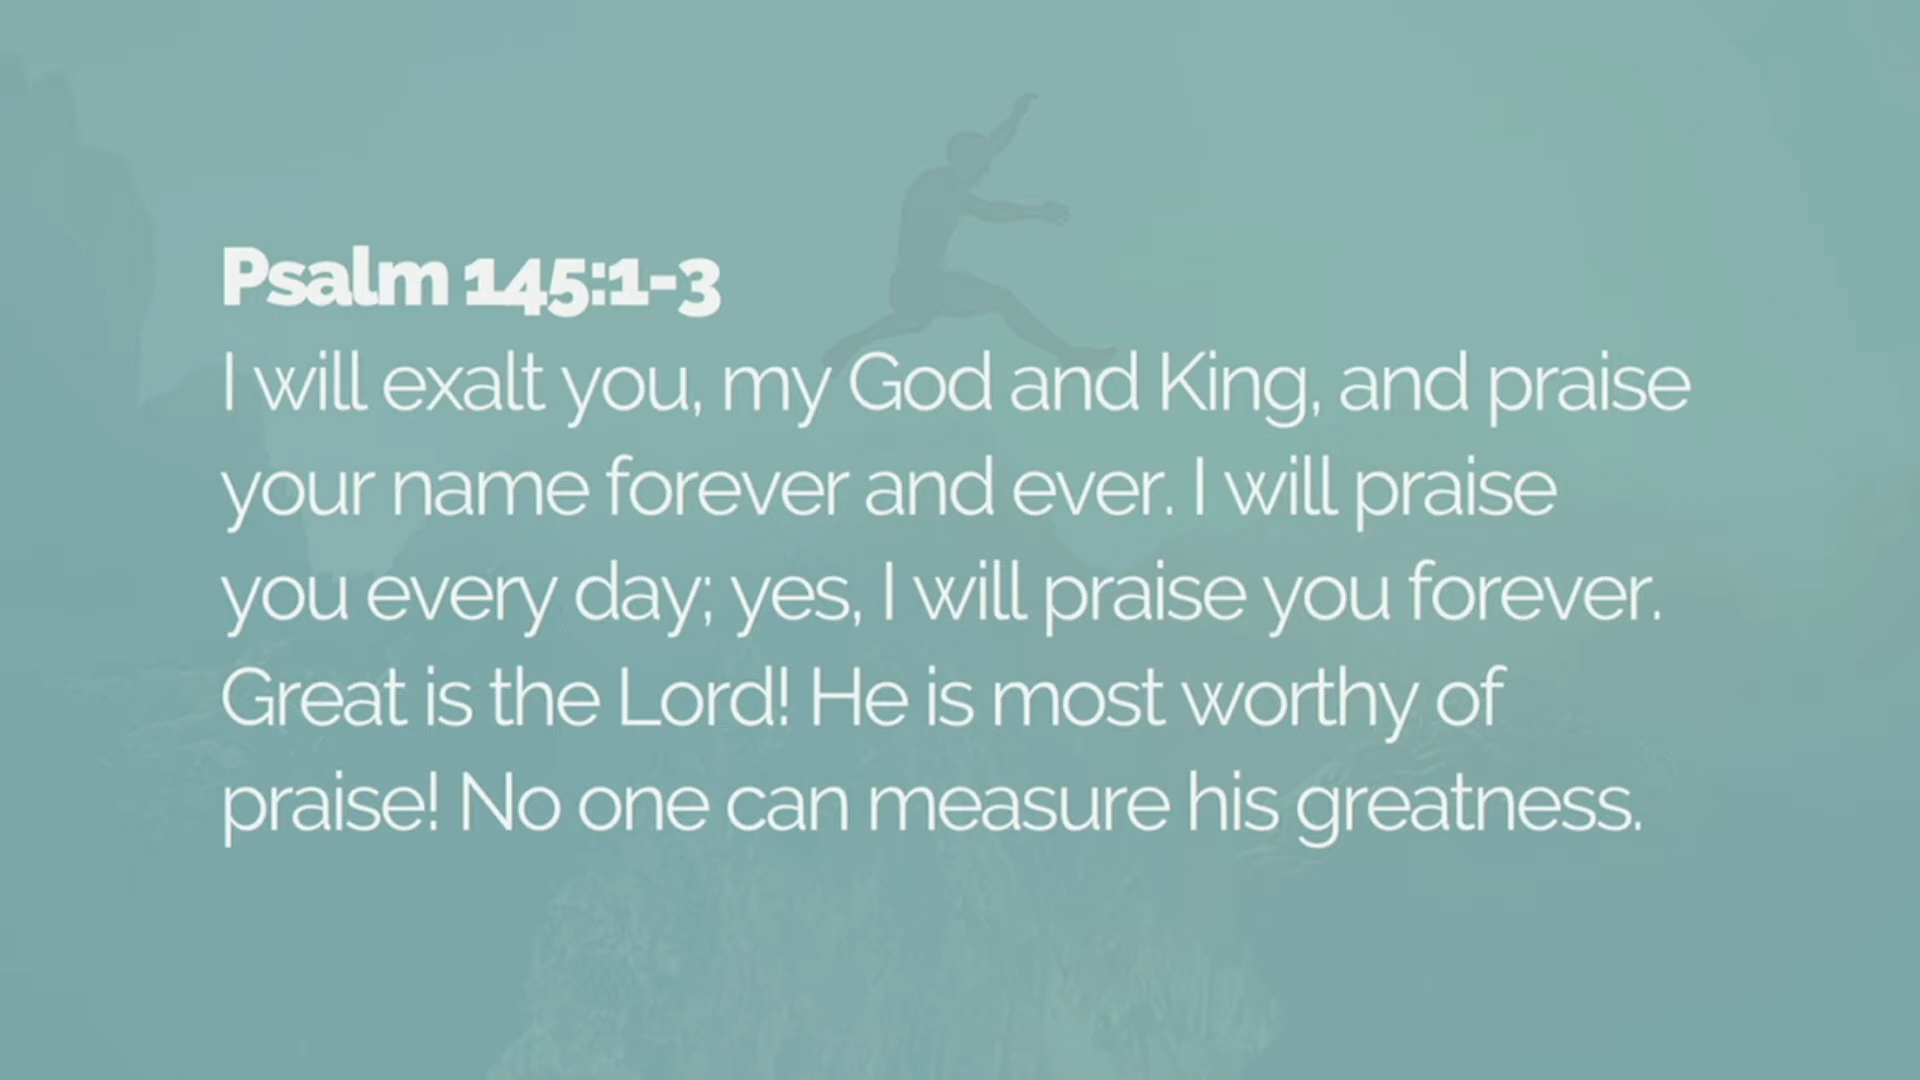 Psalm 145:1-3
I will exalt you, my God and King, and praise
your name forever and ever. I will praise
you every day; yes, I will praise you forever.
Great is the Lord! He is most worthy of
praise! No one can measure his greatness.